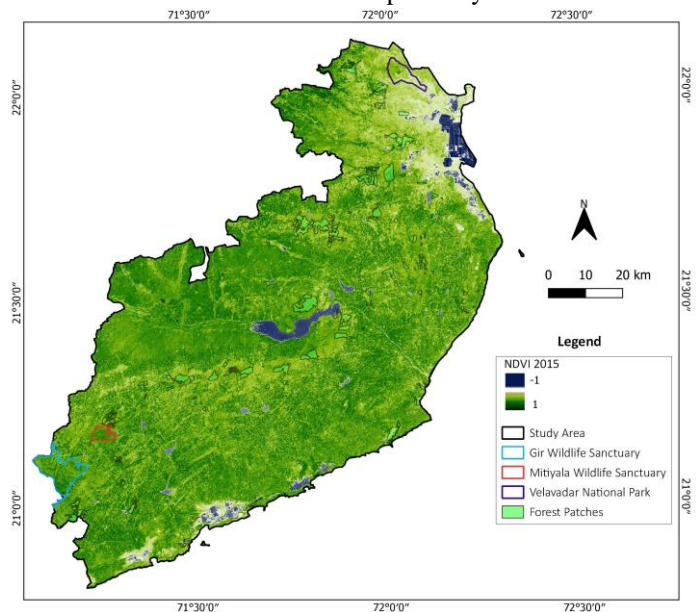 71°30'0"
72°0'0"
72°30'0"
22°0'0"
22°0'0"
N
0 10 20 km
21°30'0"
21°30'0"
Legend
NDVI 2015
-1
1
Study Area
Gir Wildlife Sanctuary
Mitiyala Wildlife Sanctuary
Velavadar National Park
Forest Patches
21°0'0"
21°0'0"
71°30'0"
72°0'0"
72°30'0"